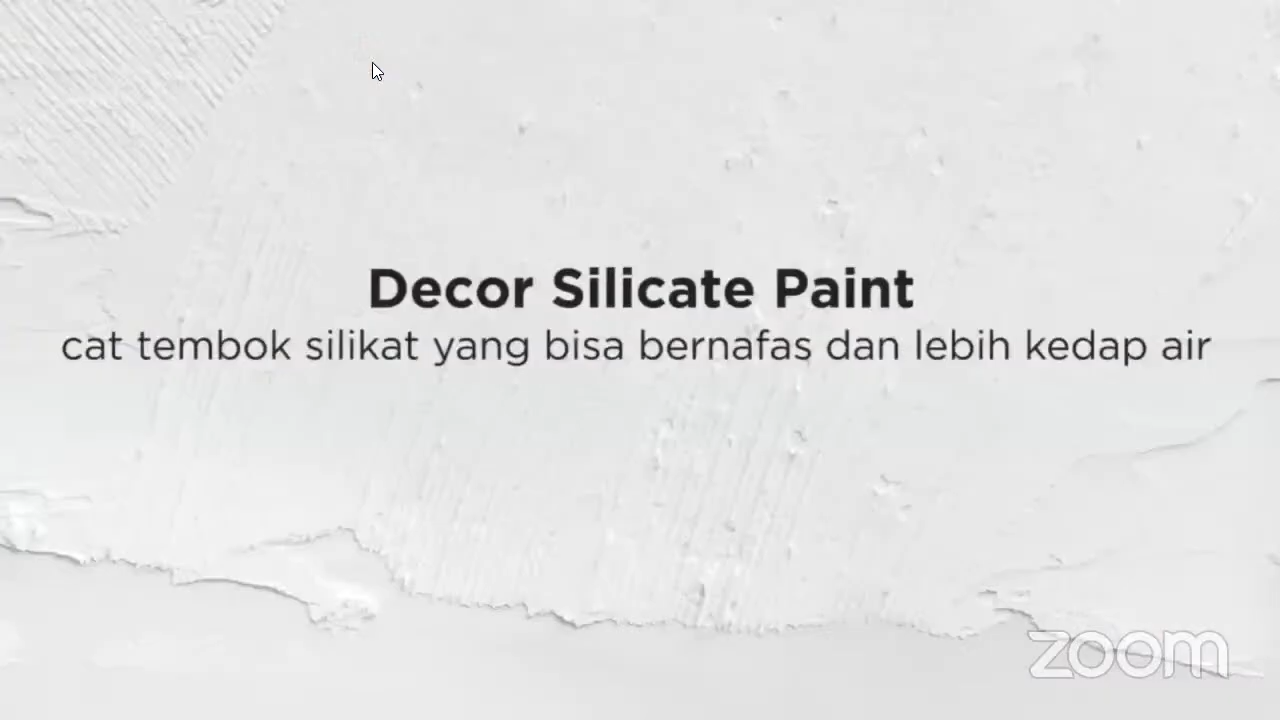 Decor Silicate Paint
cat tembok silikat yang bisa bernafas dan lebih kedap air
zoom